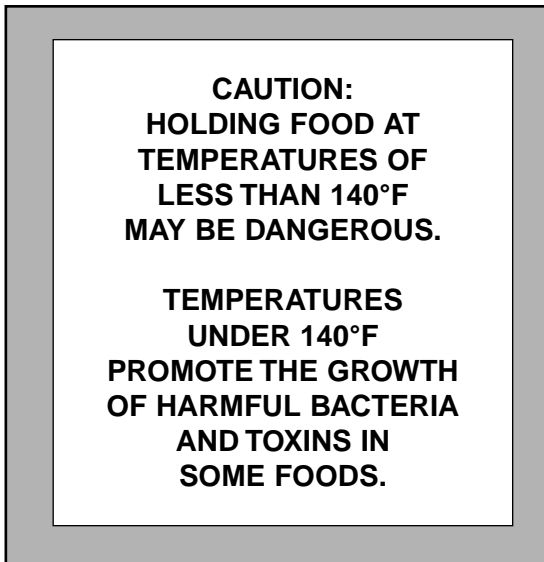 CAUTION:
HOLDING FOOD AT
TEMPERATURES OF
LESS THAN 140°F
MAY BE DANGEROUS.
TEMPERATURES
UNDER 140°F
PROMOTE THE GROWTH
OF HARMFUL BACTERIA
AND TOXINS IN
SOME FOODS.